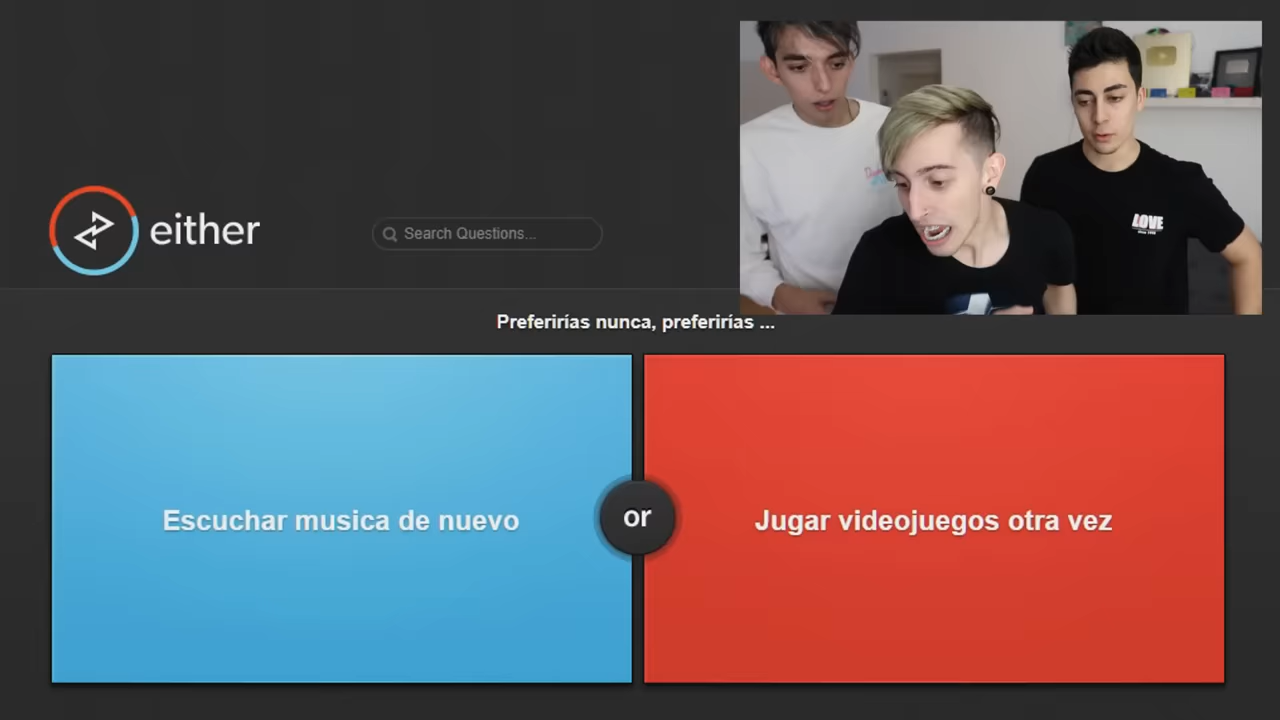 either
Search Questions...
LOVE
Preferirías nunca, preferirías ...
Escuchar musica de nuevo
or
Jugar videojuegos otra vez